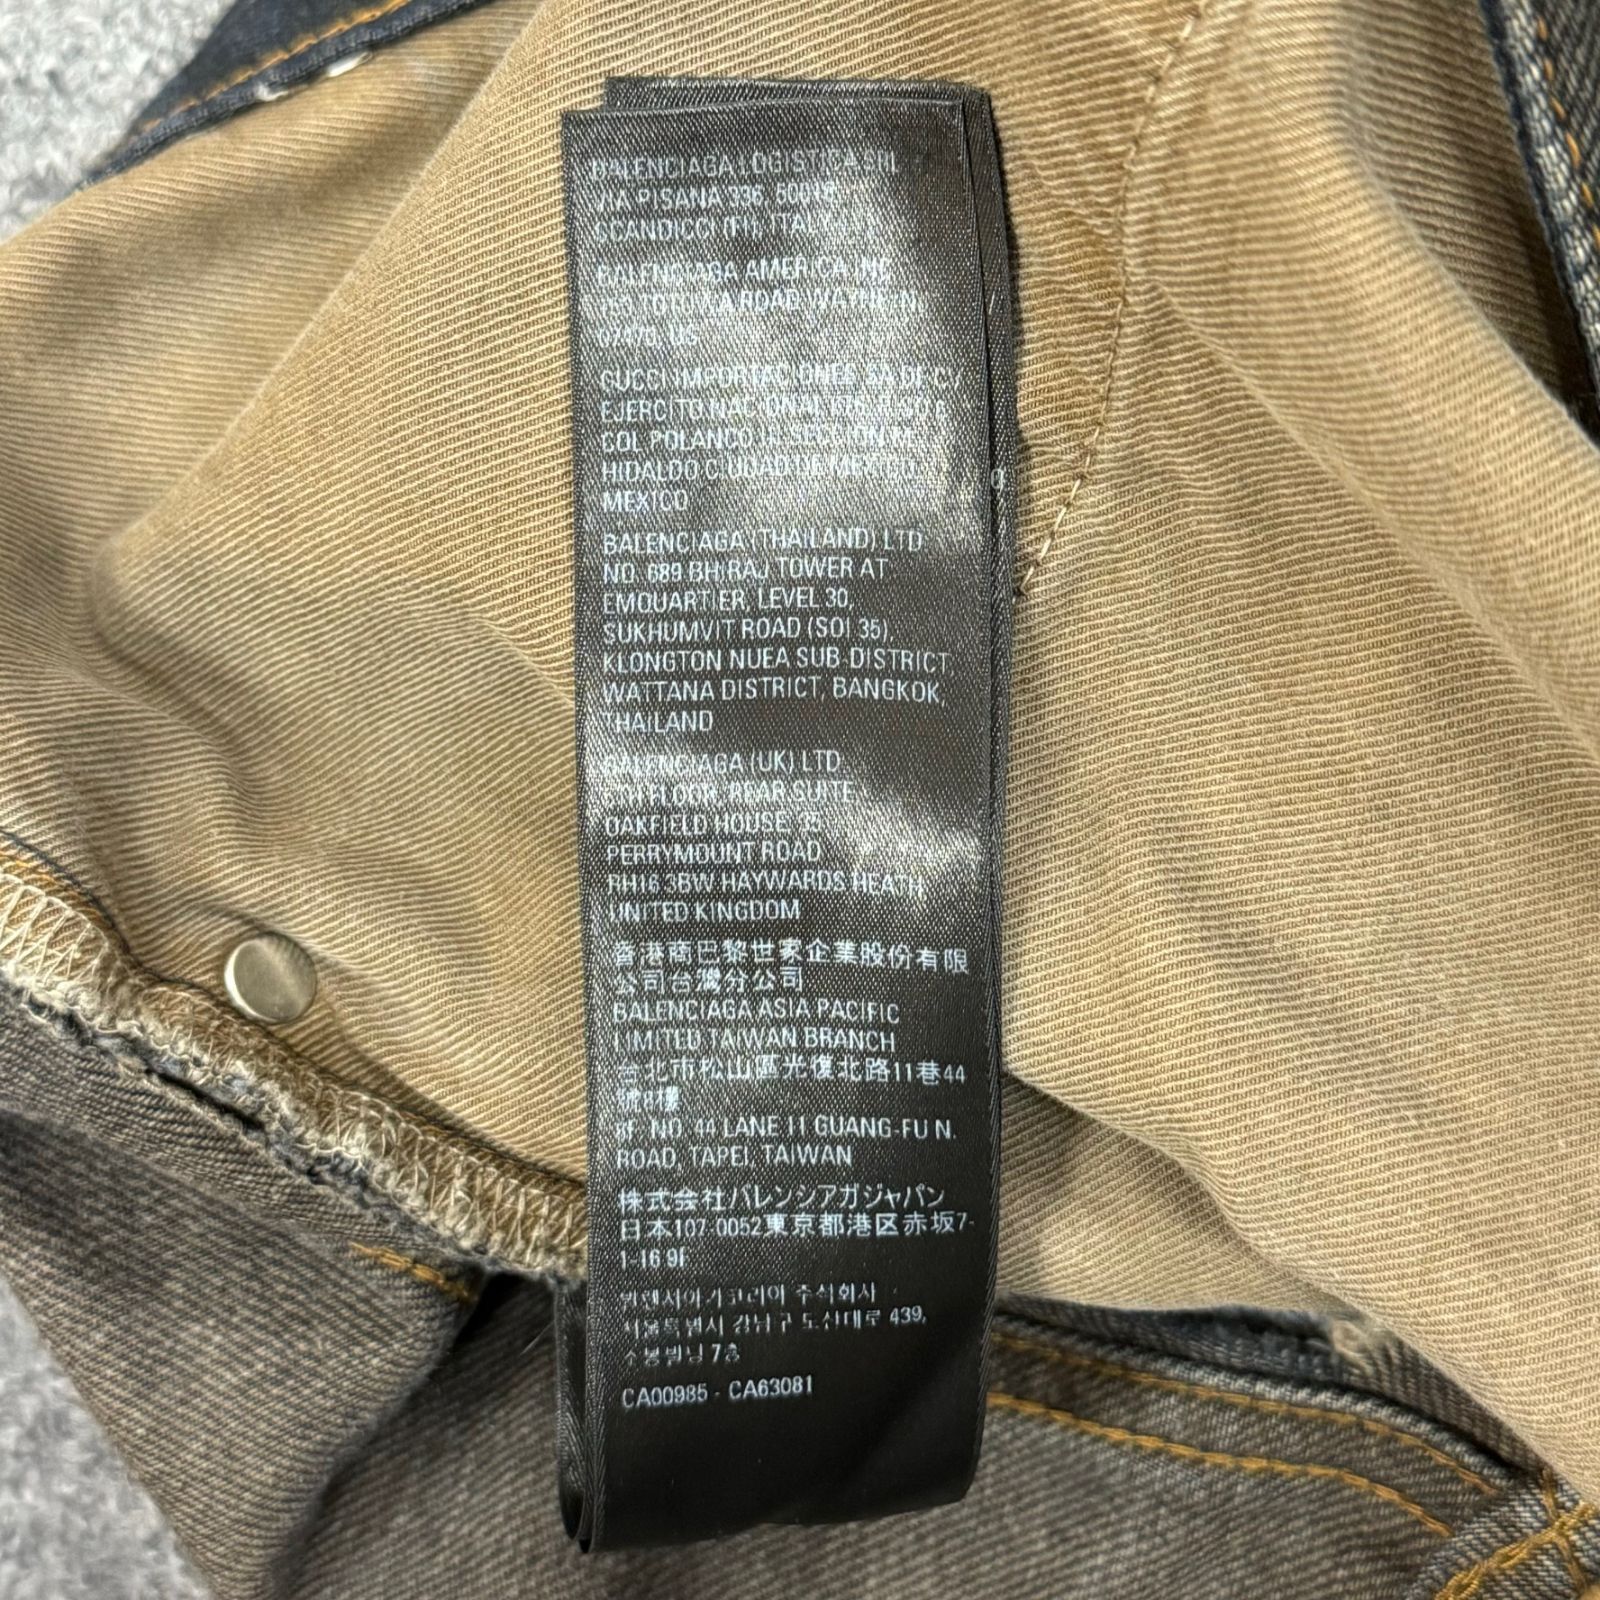 BALENCIAGA LOGISTICA SRL
VIA PISANA 336, 50018
SCANDICCI (FI), ITALY
BALENCIAGA AMERICA INC
ROAD, WAYNE, NJ
07470, US
GUCCI IMPORTACIONES SA DE CV
EJERCITO NACIONAL
COL POLANCO III SECCION, M.
HIDALGO CIUDAD DE MEXICO,
MEXICO
BALENCIAGA (THAILAND) LTD
NO. 689 BHIRAJ TOWER AT
EMQUARTIER, LEVEL 30,
SUKHUMVIT ROAD (SOI 35),
KLONGTON NUEA SUB-DISTRICT,
WATTANA DISTRICT, BANGKOK,
THAILAND
BALENCIAGA (UK) LTD
FLOOR, REAR SUITE
OAKFIELD HOUSE, 35
PERRYMOUNT ROAD
RH16 3BW HAYWARDS HEATH
UNITED KINGDOM
香港商巴黎世家企業股份有限
公司台灣分公司
BALENCIAGA ASIA PACIFIC
LIMITED TAIWAN BRANCH
台北市松山區光復北路11巷44
號8樓
8F, NO. 44 LANE 11 GUANG-FU N.
ROAD, TAPEI, TAIWAN
株式会社バレンシアガジャパン
日本107-0052東京都港区赤坂7-
1-16 9F
발렌시아가코리아 주식회사
서울특별시 강남구 도산대로 439,
수봉빌딩 7층
CA00985 - CA63081